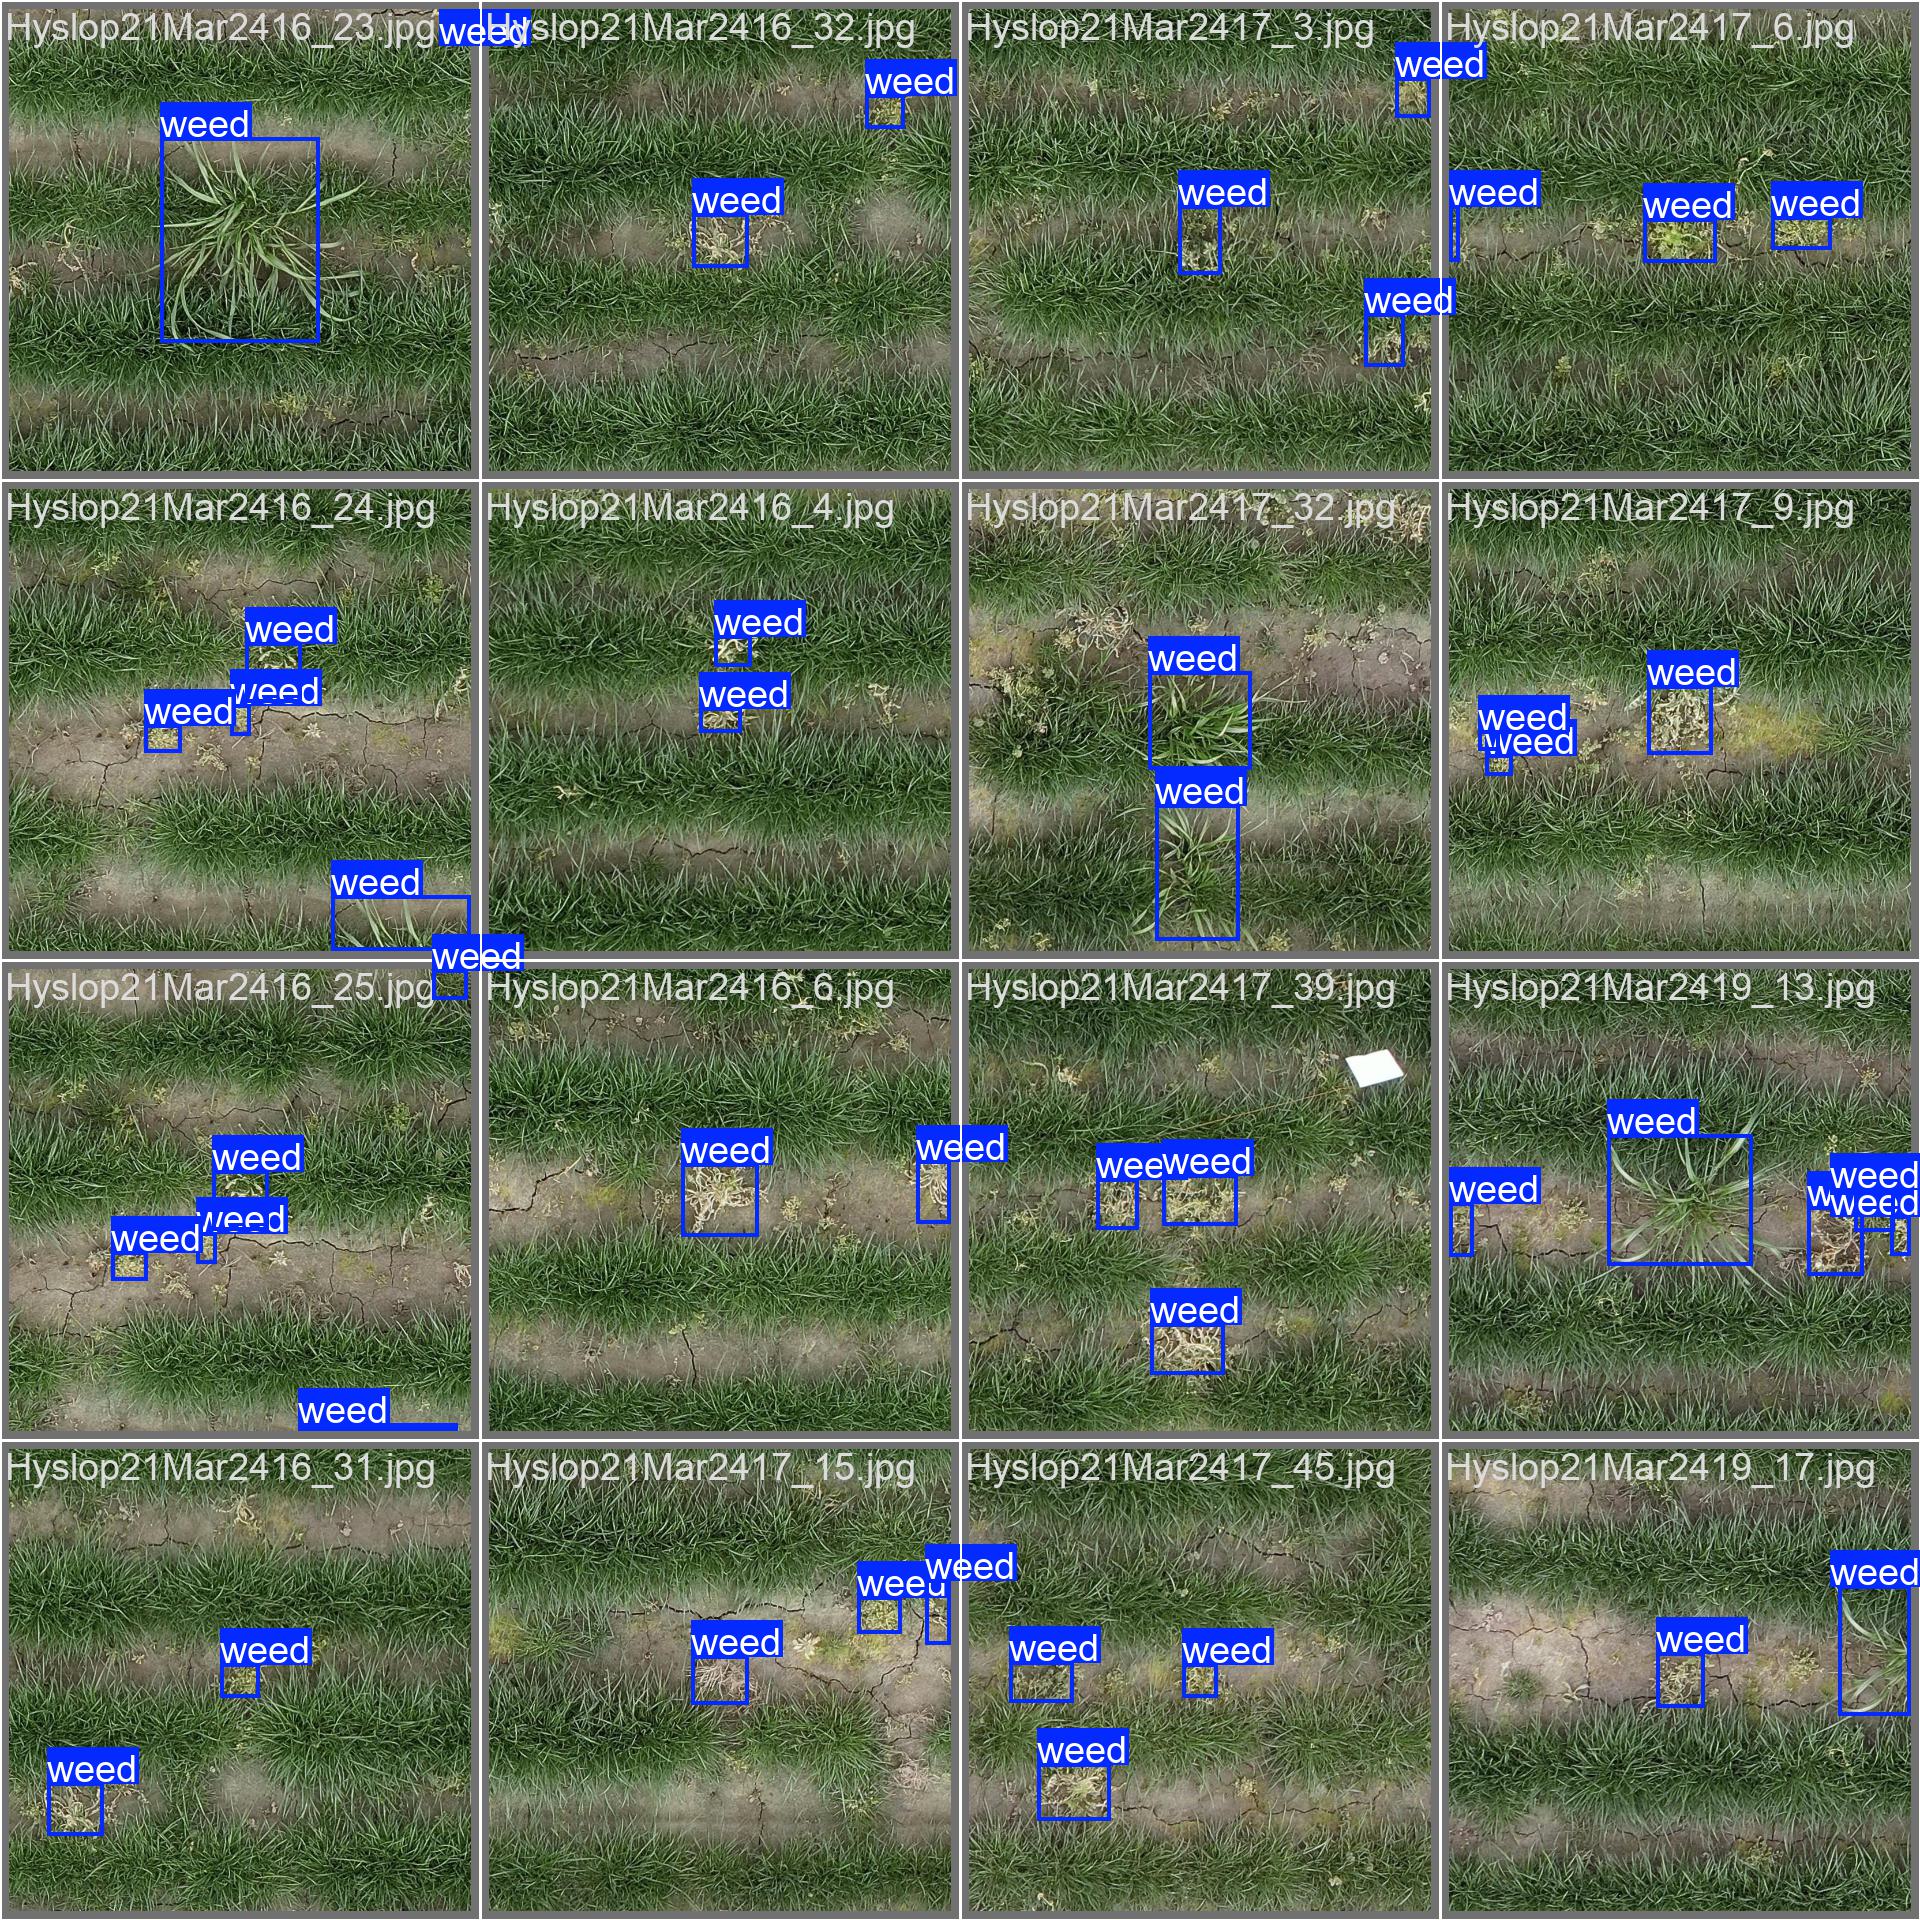 Hyslop21Mar2416_23.jpg
weed
weed
Hyslop21Mar2416_32.jpg
weed
weed
Hyslop21Mar2417_3.jpg
weed
weed
weed
Hyslop21Mar2417_6.jpg
weed
weed
weed
Hyslop21Mar2416_24.jpg
weed
weed
weed
weed
Hyslop21Mar2416_4.jpg
weed
weed
Hyslop21Mar2417_32.jpg
weed
weed
Hyslop21Mar2417_9.jpg
weed
weed
weed
Hyslop21Mar2416_25.jpg
weed
weed
weed
weed
weed
Hyslop21Mar2416_6.jpg
weed
weed
Hyslop21Mar2417_39.jpg
weed
weed
weed
Hyslop21Mar2419_13.jpg
weed
weed
weed
weed
Hyslop21Mar2416_31.jpg
weed
weed
Hyslop21Mar2417_15.jpg
weed
weed
weed
Hyslop21Mar2417_45.jpg
weed
weed
weed
Hyslop21Mar2419_17.jpg
weed
weed